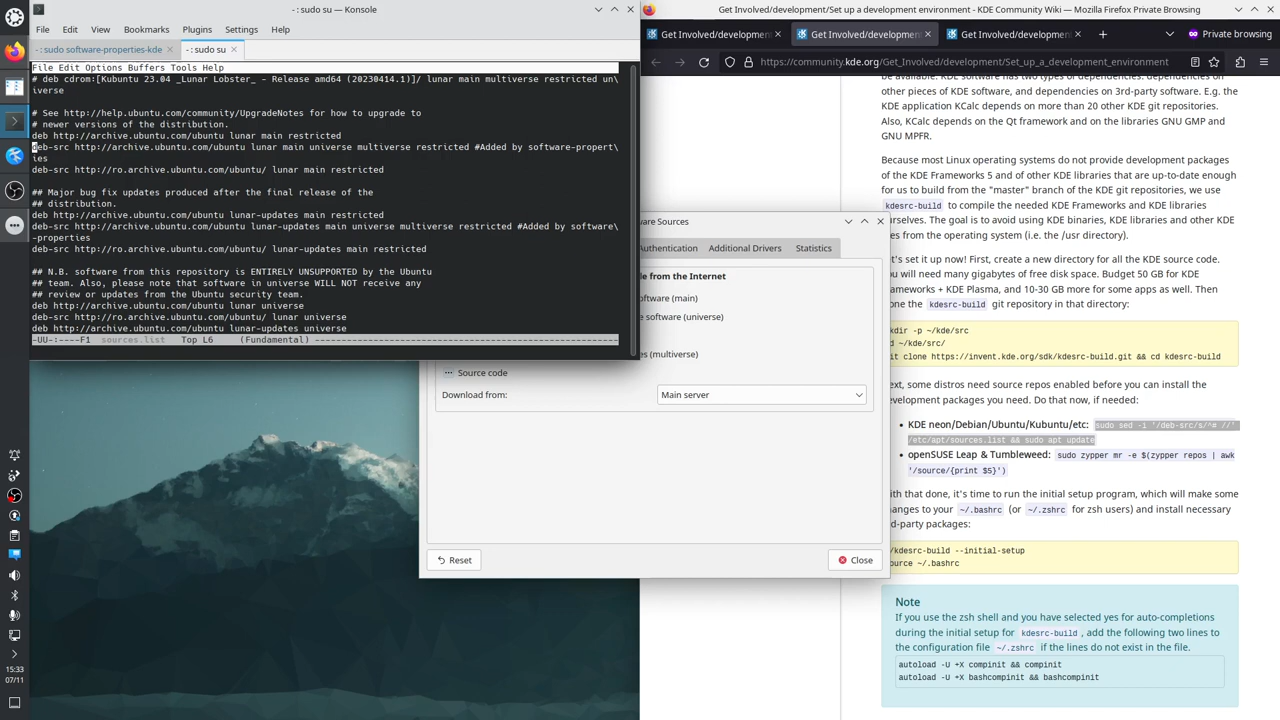 - : sudo su — Konsole
File Edit View Bookmarks Plugins Settings Help
- : sudo software-properties-kde
- : sudo su
File Edit Options Buffers Tools Help
# deb cdrom:[Kubuntu 23.04 _Lunar Lobster_ - Release amd64 (20230414.1)]/ lunar main multiverse restricted un\
iverse
# See http://help.ubuntu.com/community/UpgradeNotes for how to upgrade to
# newer versions of the distribution.
deb http://archive.ubuntu.com/ubuntu lunar main restricted
deb-src http://archive.ubuntu.com/ubuntu lunar main universe multiverse restricted #Added by software-propert\
ies
deb-src http://ro.archive.ubuntu.com/ubuntu/ lunar main restricted
## Major bug fix updates produced after the final release of the
## distribution.
deb http://archive.ubuntu.com/ubuntu lunar-updates main restricted
deb-src http://archive.ubuntu.com/ubuntu lunar-updates main universe multiverse restricted #Added by software\
-properties
deb-src http://ro.archive.ubuntu.com/ubuntu/ lunar-updates main restricted
## N.B. software from this repository is ENTIRELY UNSUPPORTED by the Ubuntu
## team. Also, please note that software in universe WILL NOT receive any
## review or updates from the Ubuntu security team.
deb http://archive.ubuntu.com/ubuntu lunar universe
deb-src http://ro.archive.ubuntu.com/ubuntu/ lunar universe
deb http://archive.ubuntu.com/ubuntu lunar-updates universe
-UU-:----F1 sources.list Top L6 (Fundamental)
ware Sources
Authentication Additional Drivers Statistics
le from the Internet
oftware (main)
e software (universe)
es (multiverse)
Source code
Download from:
Main server
Reset
Close
15:33
07/11
Get Involved/development/Set up a development environment - KDE Community Wiki — Mozilla Firefox Private Browsing
Get Involved/development/
Get Involved/development/
Get Involved/development/
Private browsing
https://community.kde.org/Get_Involved/development/Set_up_a_development_environment
be available. KDE software has two types of dependencies: dependencies on
other pieces of KDE software, and dependencies on 3rd-party software. E.g. the
KDE application KCalc depends on more than 20 other KDE git repositories.
Also, KCalc depends on the Qt framework and on the libraries GNU GMP and
GNU MPFR.
Because most Linux operating systems do not provide development packages
of the KDE Frameworks 5 and of other KDE libraries that are up-to-date enough
for us to build from the "master" branch of the KDE git repositories, we use
kdesrc-build to compile the needed KDE Frameworks and KDE libraries
urselves. The goal is to avoid using KDE binaries, KDE libraries and other KDE
es from the operating system (i.e. the /usr directory).
t's set it up now! First, create a new directory for all the KDE source code.
ou will need many gigabytes of free disk space. Budget 50 GB for KDE
ameworks + KDE Plasma, and 10-30 GB more for some apps as well. Then
one the kdesrc-build git repository in that directory:
kdir -p ~/kde/src
d ~/kde/src/
it clone https://invent.kde.org/sdk/kdesrc-build.git && cd kdesrc-build
ext, some distros need source repos enabled before you can install the
evelopment packages you need. Do that now, if needed:
• KDE neon/Debian/Ubuntu/Kubuntu/etc: sudo sed -i '/deb-src/s/^# //'
/etc/apt/sources.list && sudo apt update
• openSUSE Leap & Tumbleweed: sudo zypper mr -e $(zypper repos | awk
'/source/{print $5}')
ith that done, it's time to run the initial setup program, which will make some
hanges to your ~/.bashrc (or ~/.zshrc for zsh users) and install necessary
rd-party packages:
/kdesrc-build --initial-setup
ource ~/.bashrc
Note
If you use the zsh shell and you have selected yes for auto-completions
during the initial setup for kdesrc-build, add the following two lines to
the configuration file ~/.zshrc if the lines do not exist in the file.
autoload -U +X compinit && compinit
autoload -U +X bashcompinit && bashcompinit